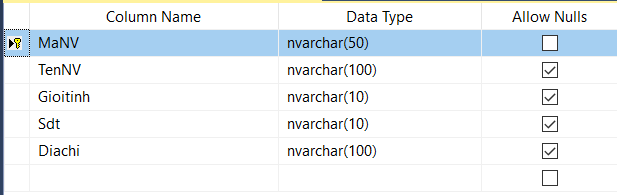 Column Name Data Type Allow Nulls
MaNV nvarchar(50)
TenNV nvarchar(100)
Gioitinh nvarchar(10)
Sdt nvarchar(10)
Diachi nvarchar(100)